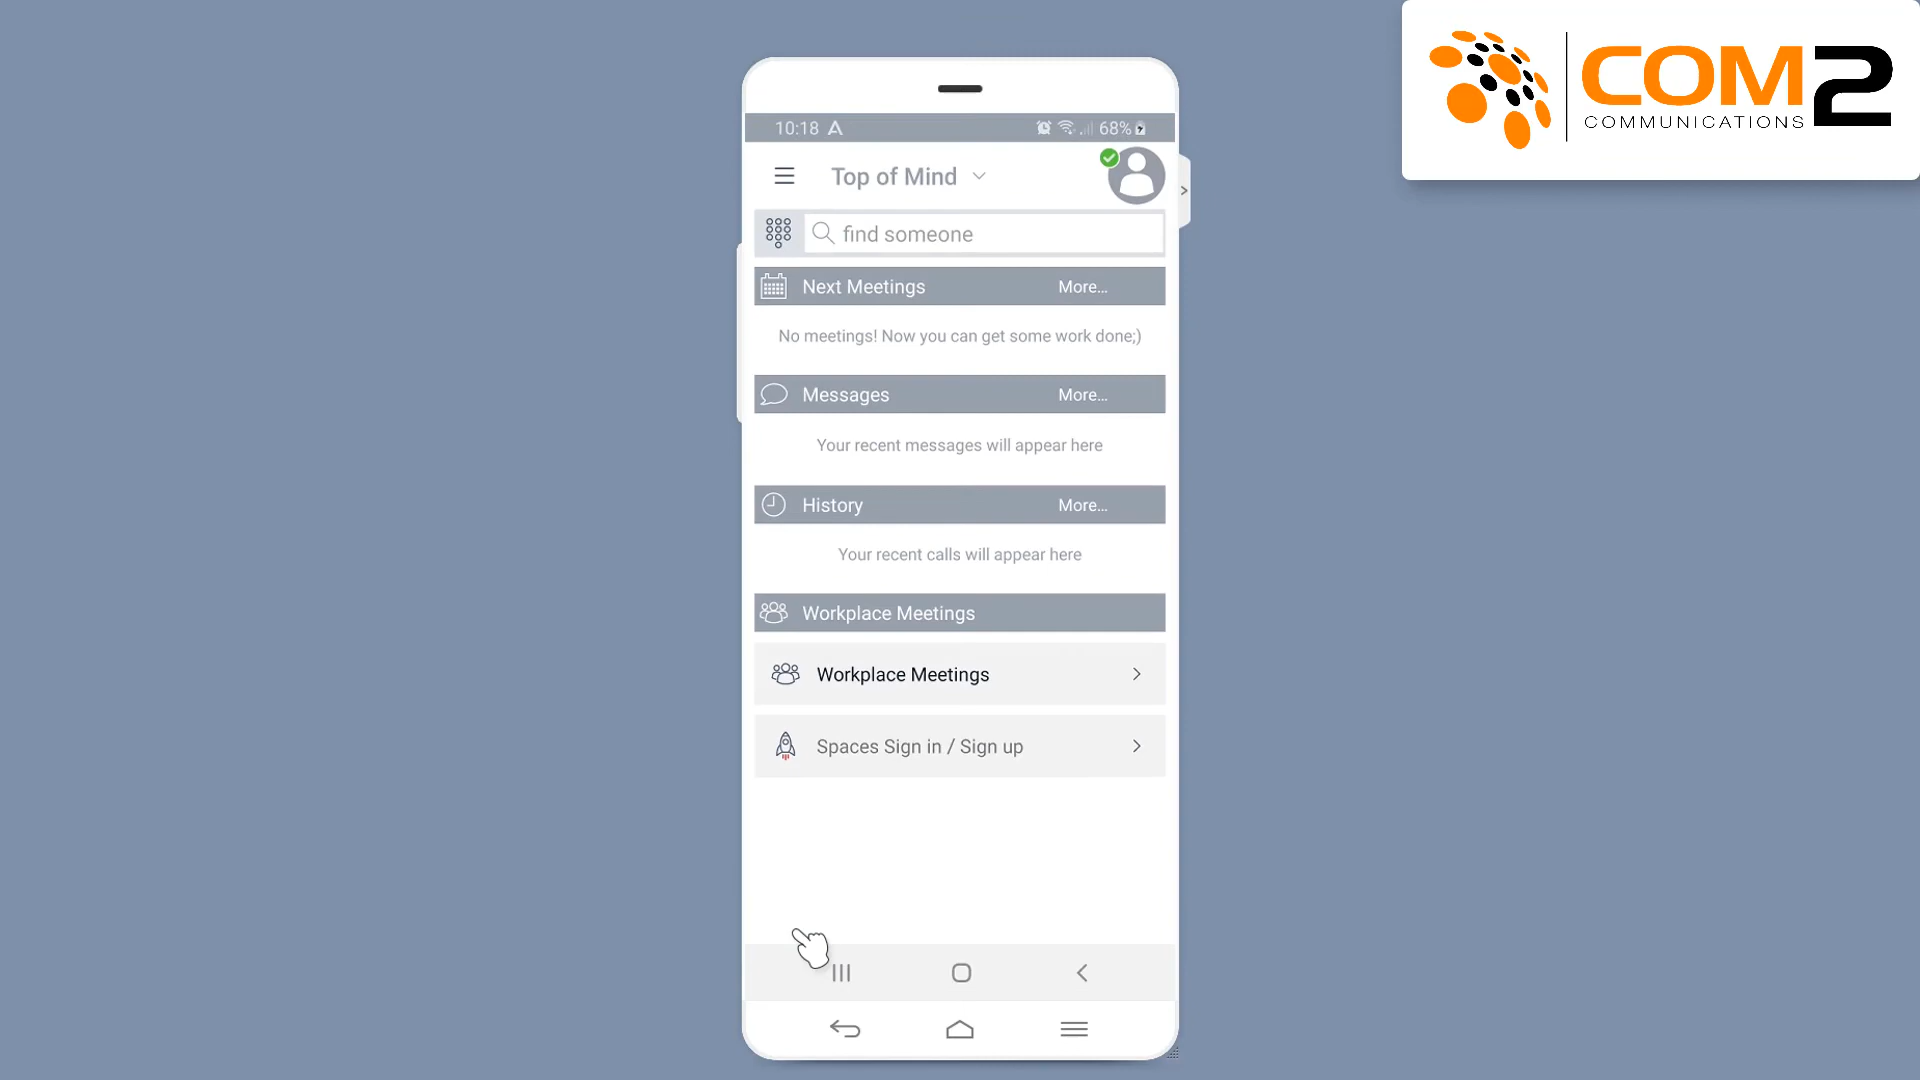 COM2
COMMUNICATIONS
10:18
68%
Top of Mind
find someone
Next Meetings More...
No meetings! Now you can get some work done;)
Messages More...
Your recent messages will appear here
History More...
Your recent calls will appear here
Workplace Meetings
Workplace Meetings
Spaces Sign in / Sign up